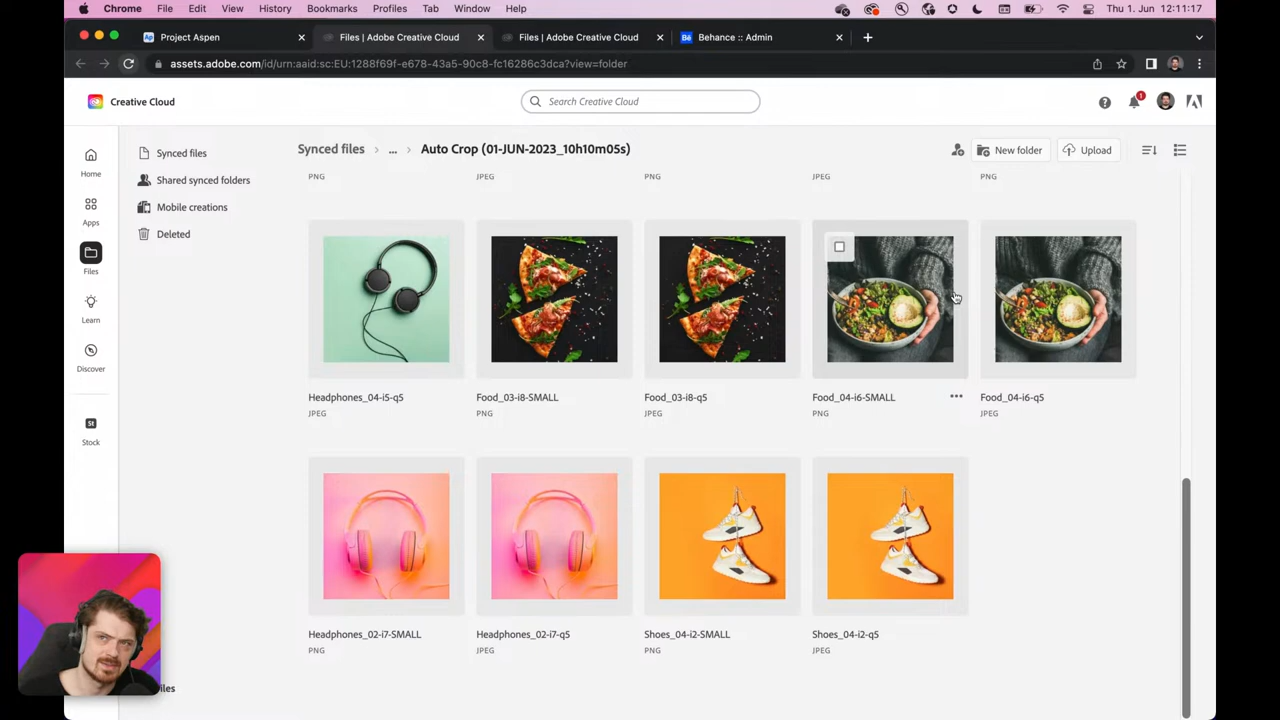 Chrome File Edit View History Bookmarks Profiles Tab Window Help Thu 1. Jun 12:11:17
Project Aspen Files | Adobe Creative Cloud Files | Adobe Creative Cloud Bē Behance :: Admin
assets.adobe.com/id/urn:aaid:sc:EU:1288f69f-e678-43a5-90c8-fc16286c3dca?view=folder
Creative Cloud Search Creative Cloud 1
Synced files ... Auto Crop (01-JUN-2023_10h10m05s) New folder Upload
Home
Apps
Files
Learn
Discover
St
Stock
Synced files
Shared synced folders
Mobile creations
Deleted
PNG JPEG PNG JPEG PNG
Headphones_04-i5-q5 Food_03-i8-SMALL Food_03-i8-q5 Food_04-i6-SMALL Food_04-i6-q5
JPEG PNG JPEG PNG JPEG
Headphones_02-i7-SMALL Headphones_02-i7-q5 Shoes_04-i2-SMALL Shoes_04-i2-q5
PNG JPEG PNG JPEG